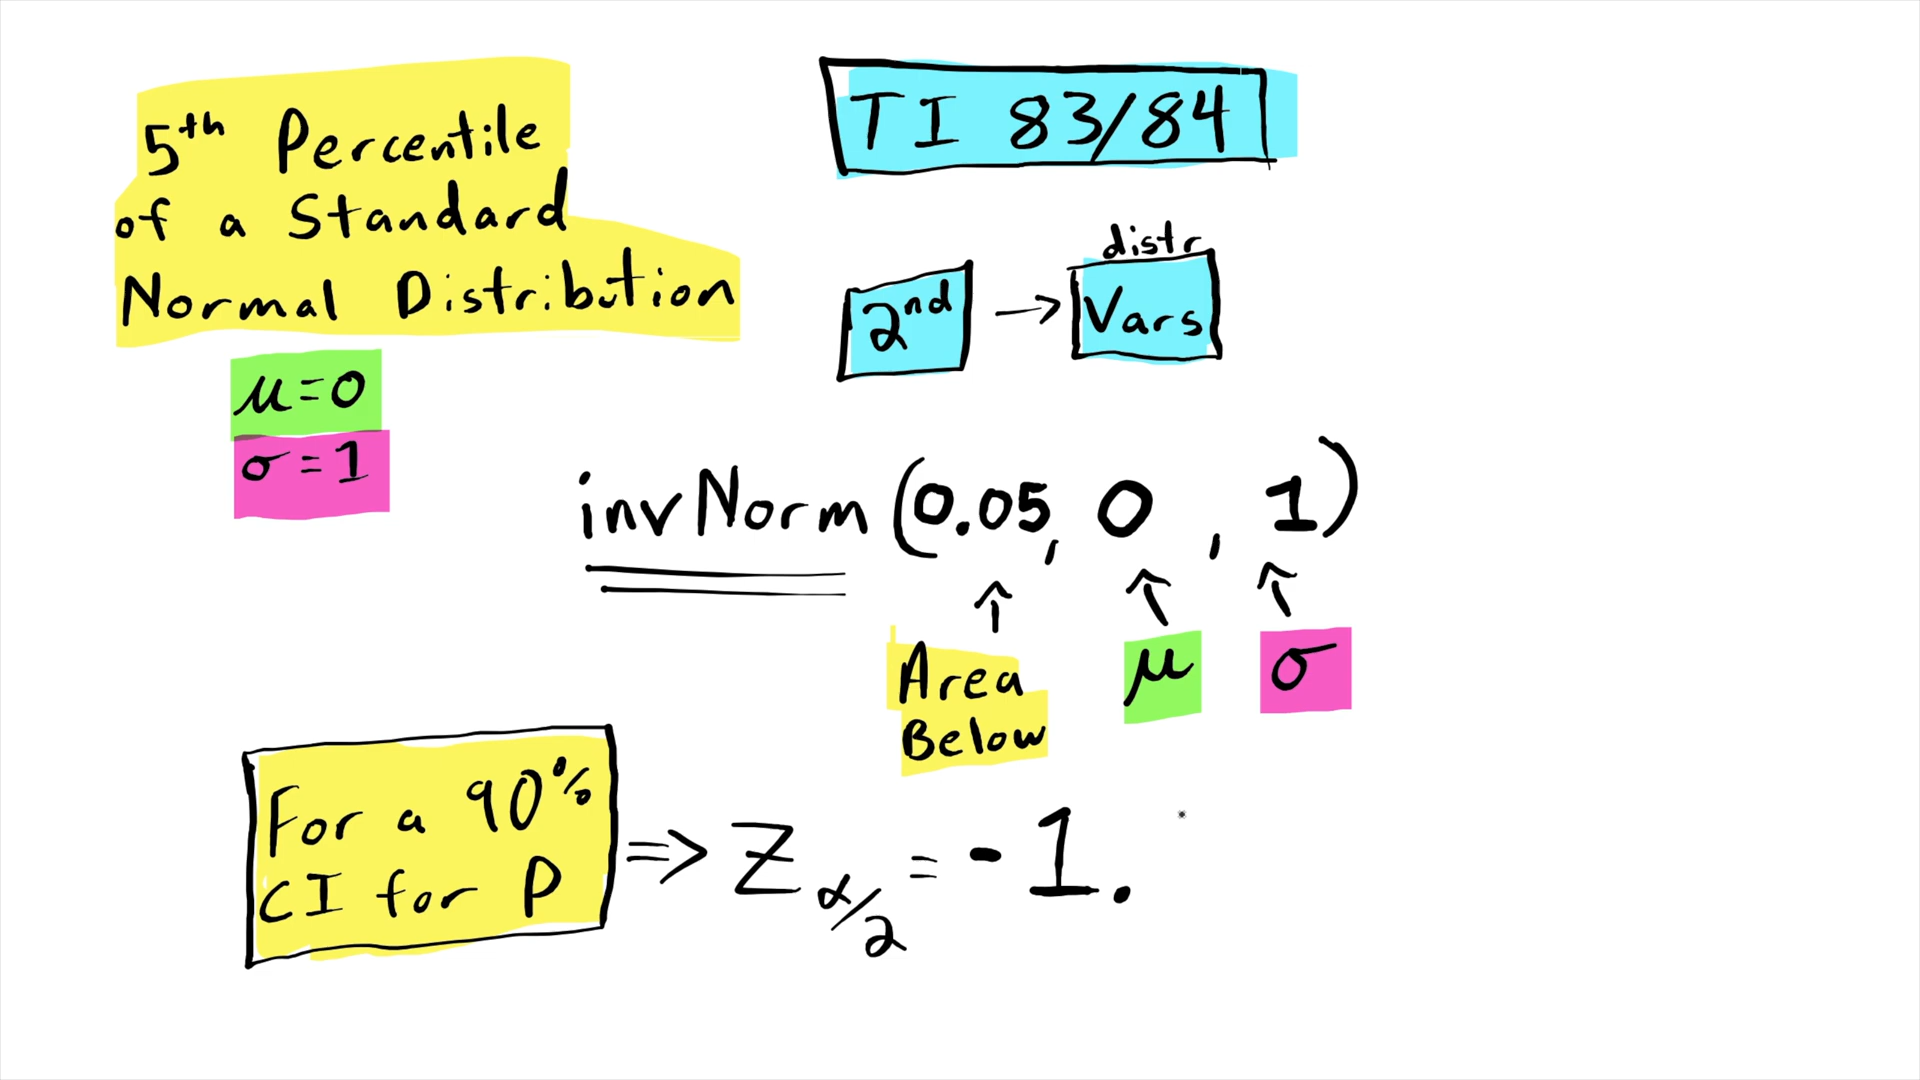 5th Percentile
of a Standard
Normal Distribution
μ=0
σ=1
TI 83/84
distr
2nd → Vars
invNorm(0.05, 0, 1)
↑ ↑ ↑
Area μ σ
Below
For a 90%
CI for P
⇒ Zα/2 = -1.